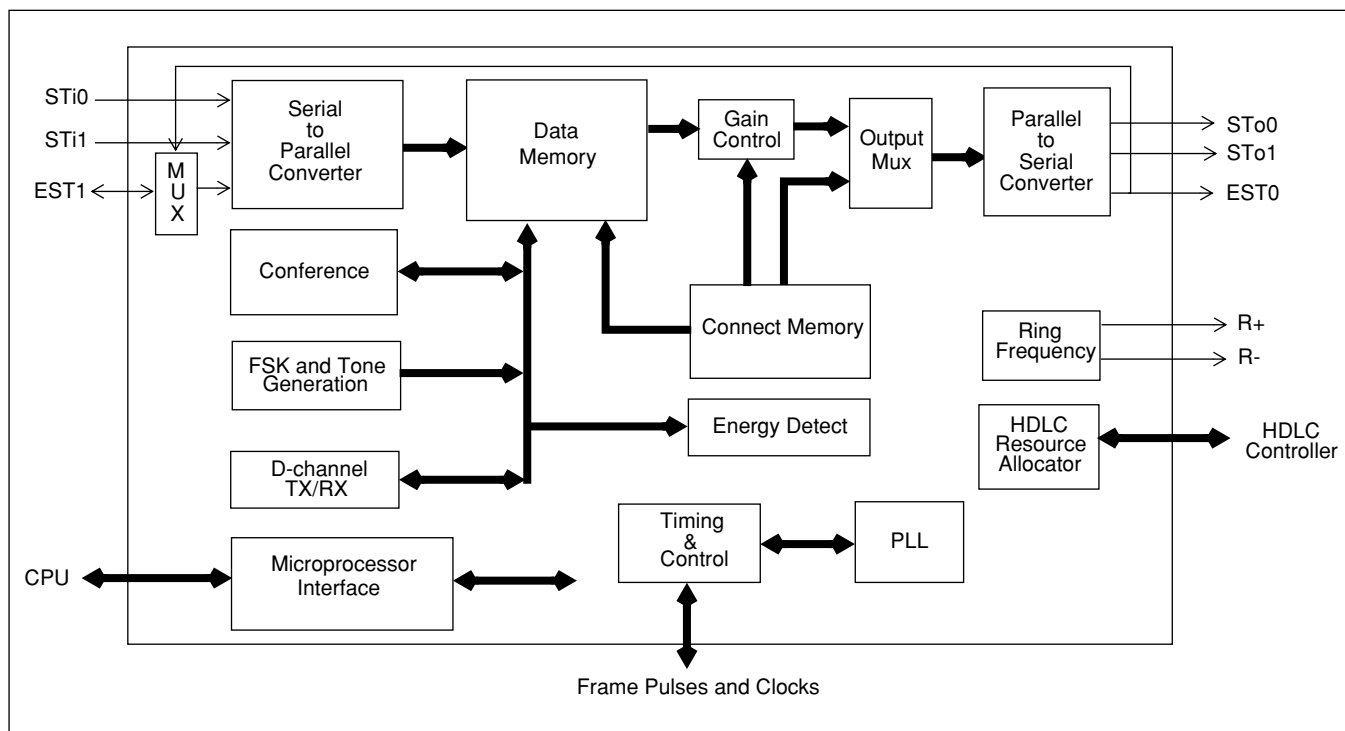 STi0
STi1
EST1
M
U
X
Serial
to
Parallel
Converter
Data
Memory
Gain
Control
Output
Mux
Parallel
to
Serial
Converter
STo0
STo1
EST0
Conference
Connect Memory
Ring
Frequency
R+
R-
FSK and Tone
Generation
Energy Detect
HDLC
Resource
Allocator
HDLC
Controller
D-channel
TX/RX
Timing
&
Control
PLL
CPU
Microprocessor
Interface
Frame Pulses and Clocks